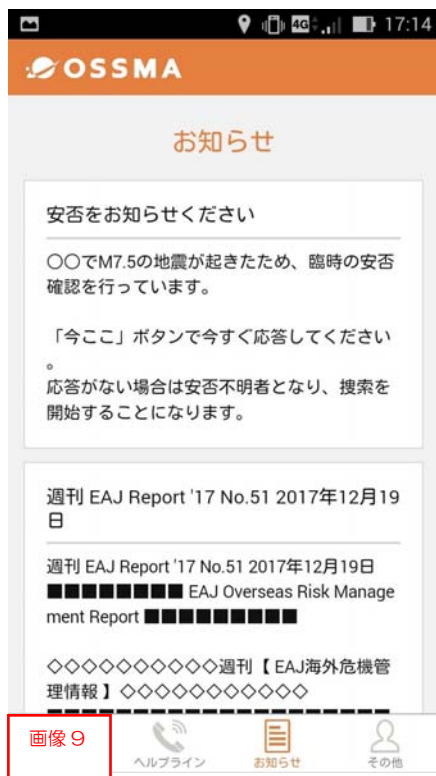 4G 17:14
OSSMA
お知らせ
安否をお知らせください
〇〇でM7.5の地震が起きたため、臨時の安否
確認を行っています。
「今ここ」ボタンで今すぐ応答してください
。
応答がない場合は安否不明者となり、捜索を
開始することになります。
週刊 EAJ Report '17 No.51 2017年12月19
日
週刊 EAJ Report '17 No.51 2017年12月19日
■■■■■■■■ EAJ Overseas Risk Manage
ment Report ■■■■■■■■■
◇◇◇◇◇◇◇◇◇◇週刊【 EAJ海外危機管
理情報 】◇◇◇◇◇◇◇◇◇◇◇
画像９
ヘルプライン お知らせ その他